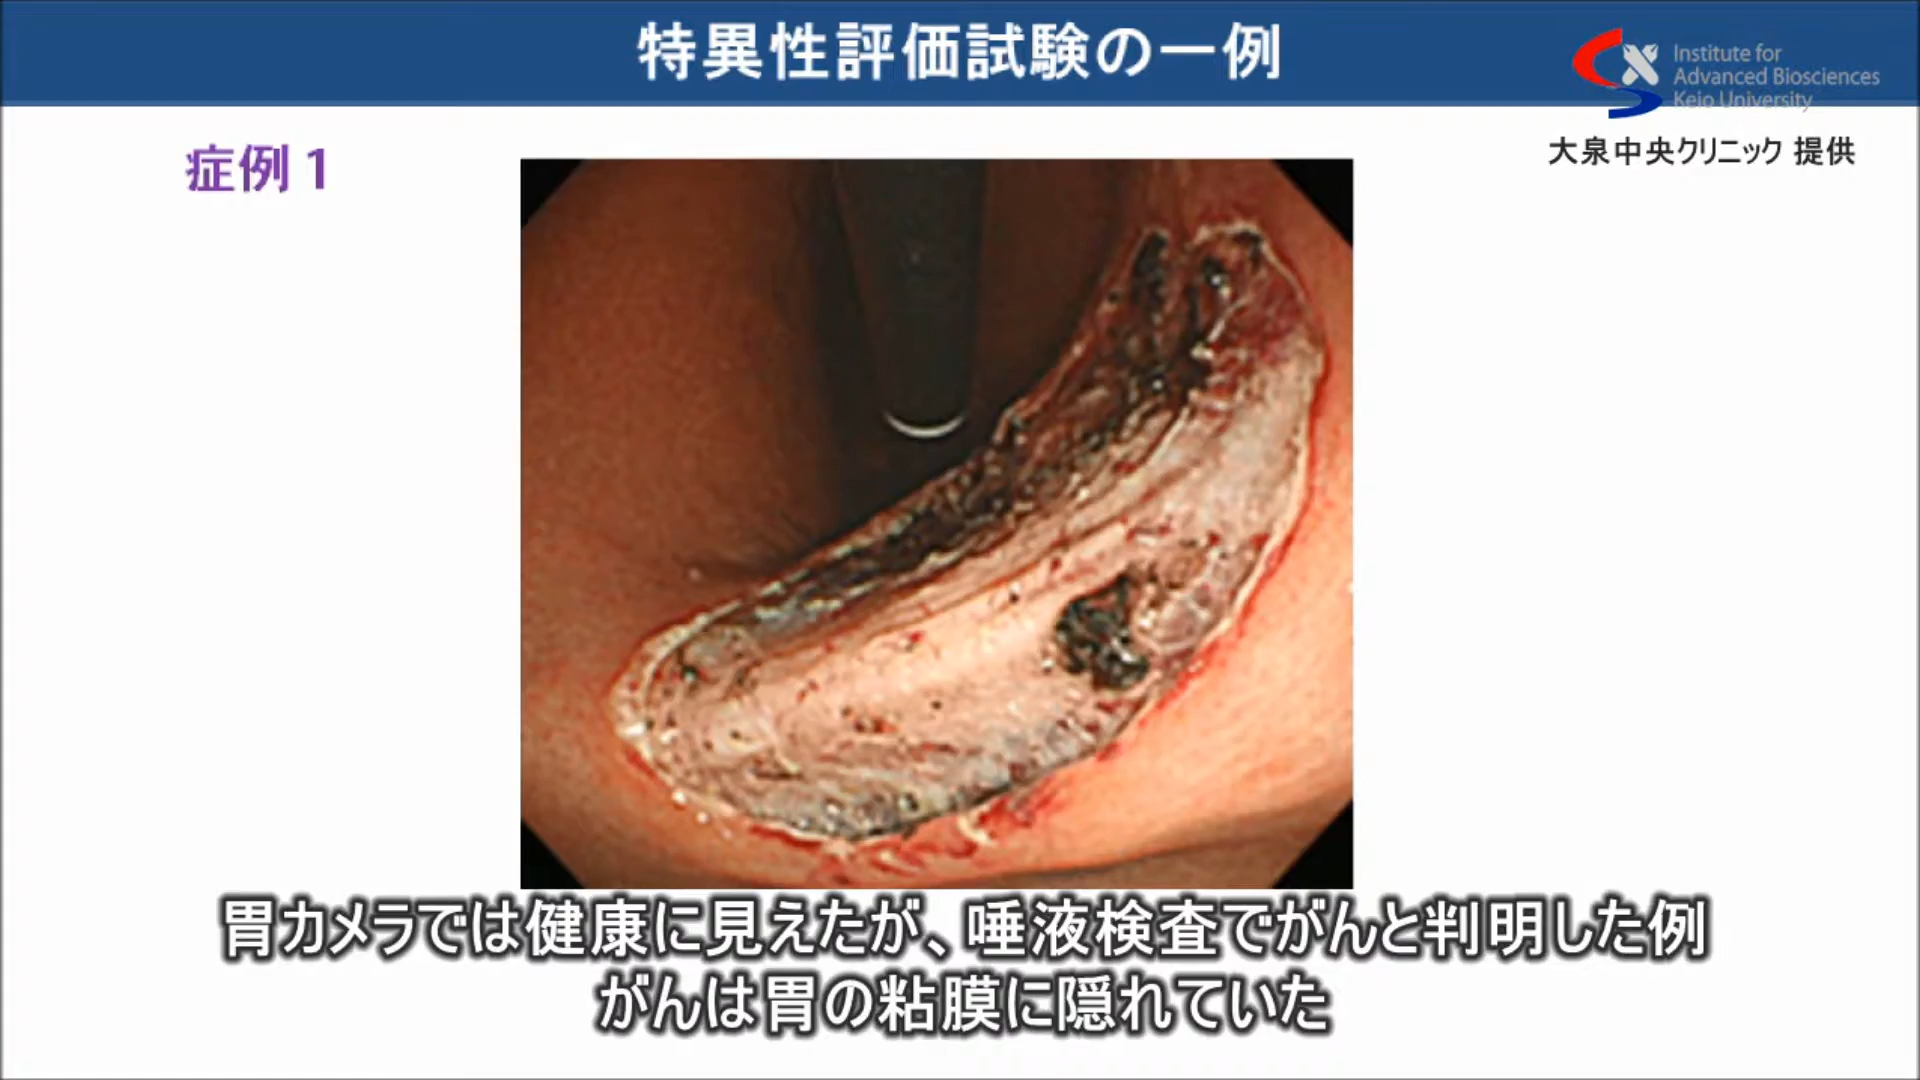 特異性評価試験の一例
Institute for
Advanced Biosciences
Keio University
大泉中央クリニック 提供
症例1
胃カメラでは健康に見えたが、唾液検査でがんと判明した例
がんは胃の粘膜に隠れていた